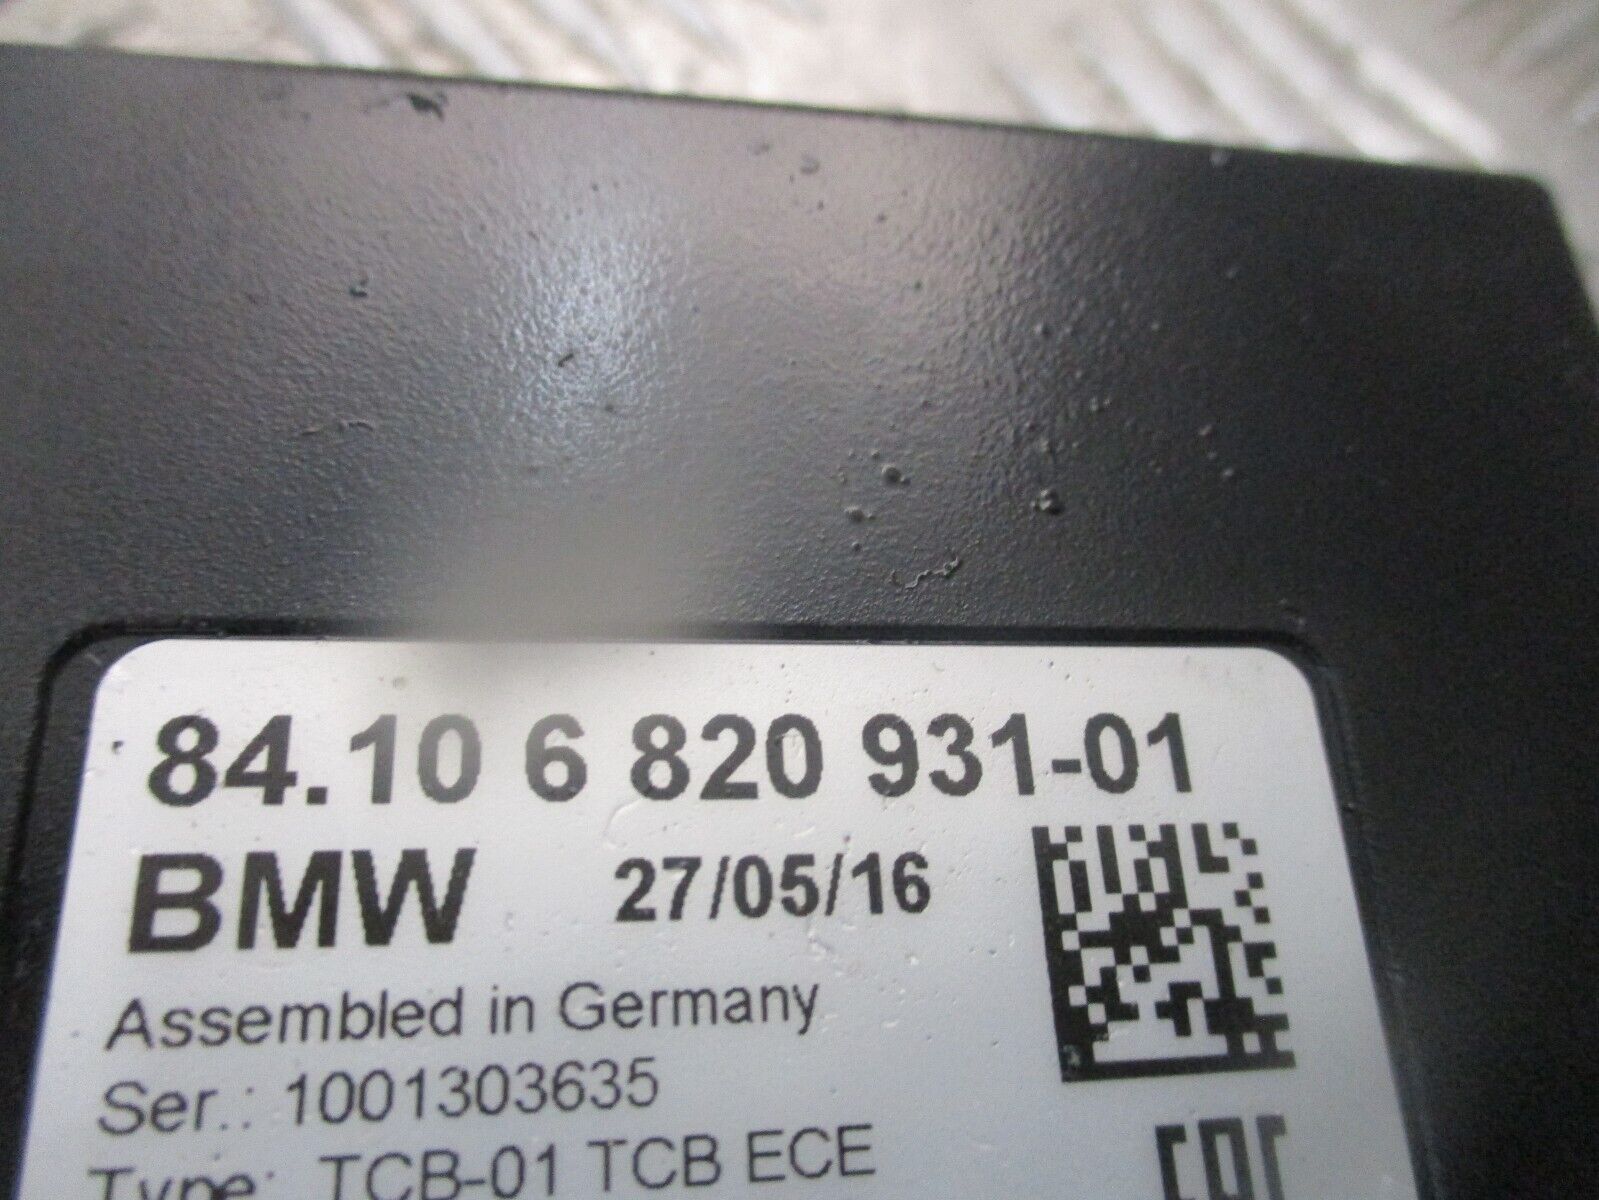 84.10 6 820 931-01
BMW 27/05/16
Assembled in Germany
Ser.: 1001303635
Type: TCB-01 TCB ECE
EAC